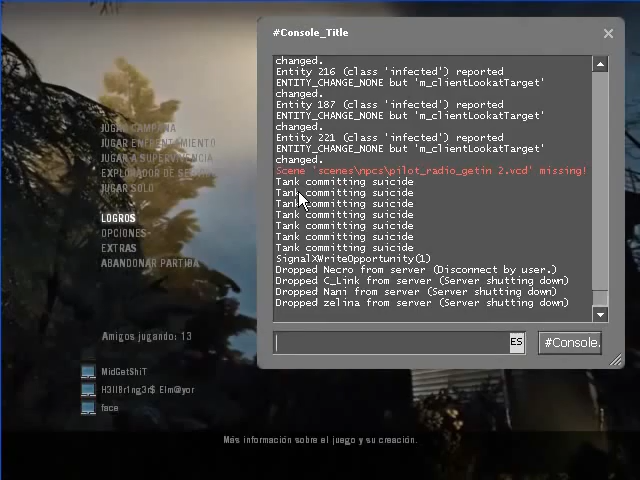 #Console_Title
changed.
Entity 216 (class 'infected') reported
ENTITY_CHANGE_NONE but 'm_clientLookatTarget'
changed.
Entity 187 (class 'infected') reported
ENTITY_CHANGE_NONE but 'm_clientLookatTarget'
changed.
Entity 221 (class 'infected') reported
ENTITY_CHANGE_NONE but 'm_clientLookatTarget'
changed.
Scene 'scenes\npcs\pilot_radio_getin 2.vcd' missing!
Tank committing suicide
Tank committing suicide
Tank committing suicide
Tank committing suicide
Tank committing suicide
Tank committing suicide
Tank committing suicide
SignalXWriteOpportunity(1)
Dropped Necro from server (Disconnect by user.)
Dropped C_Link from server (Server shutting down)
Dropped Nani from server (Server shutting down)
Dropped zelina from server (Server shutting down)
ES
#Console.
JUGAR CAMPAÑA
JUGAR ENFRENTAMIENTO
JUGAR A SUPERVIVENCIA
EXPLORADOR DE
JUGAR SOLO
LOGROS
OPCIONES
EXTRAS
ABANDONAR PARTIDA
Amigos jugando: 13
MidGetShiT
H3ll8r1ng3r$ Elm@yor
face
Más información sobre el juego y su creación.